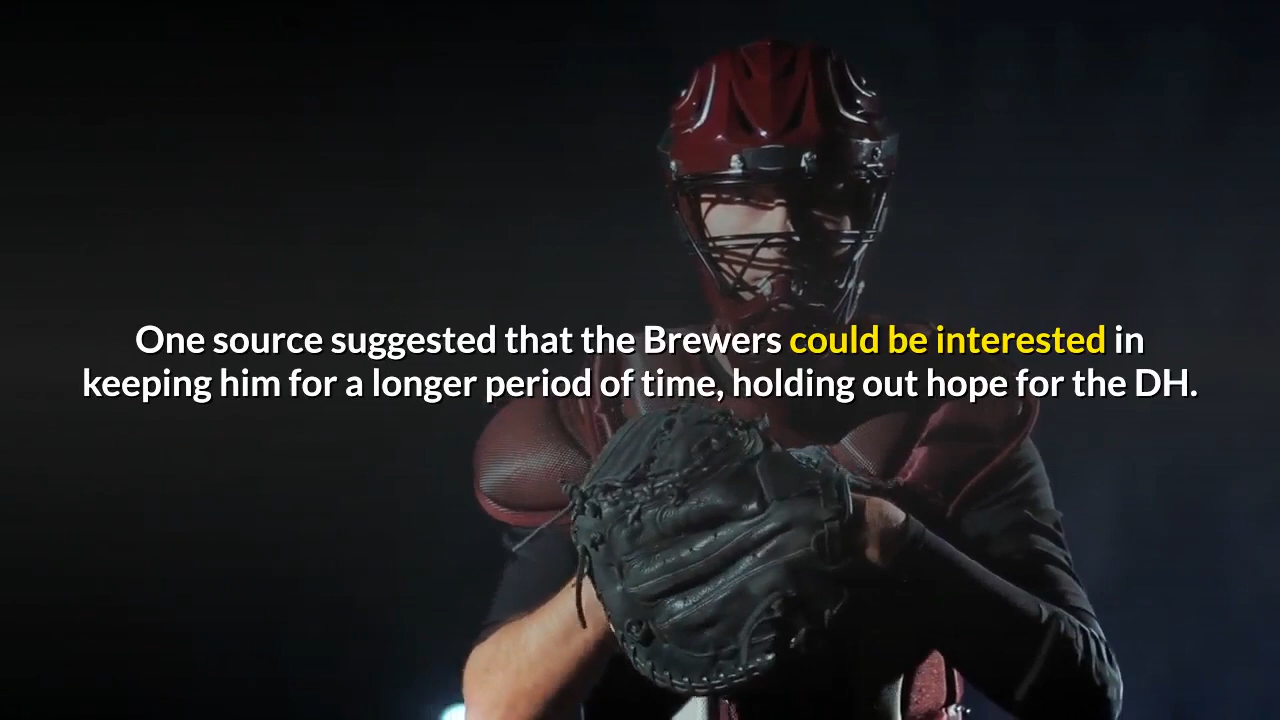 One source suggested that the Brewers could be interested in
keeping him for a longer period of time, holding out hope for the DH.